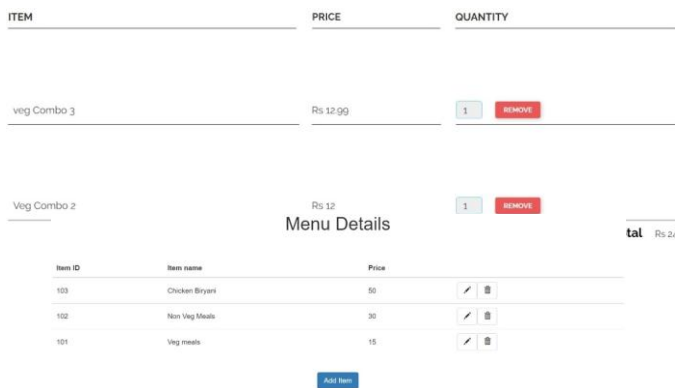 ITEM PRICE QUANTITY
veg Combo 3 Rs 12.99 1 REMOVE
Veg Combo 2 Rs 12 1 REMOVE
Menu Details
tal Rs 24
Item ID Item name Price
103 Chicken Biryani 50
102 Non Veg Meals 30
101 Veg meals 15
Add Item